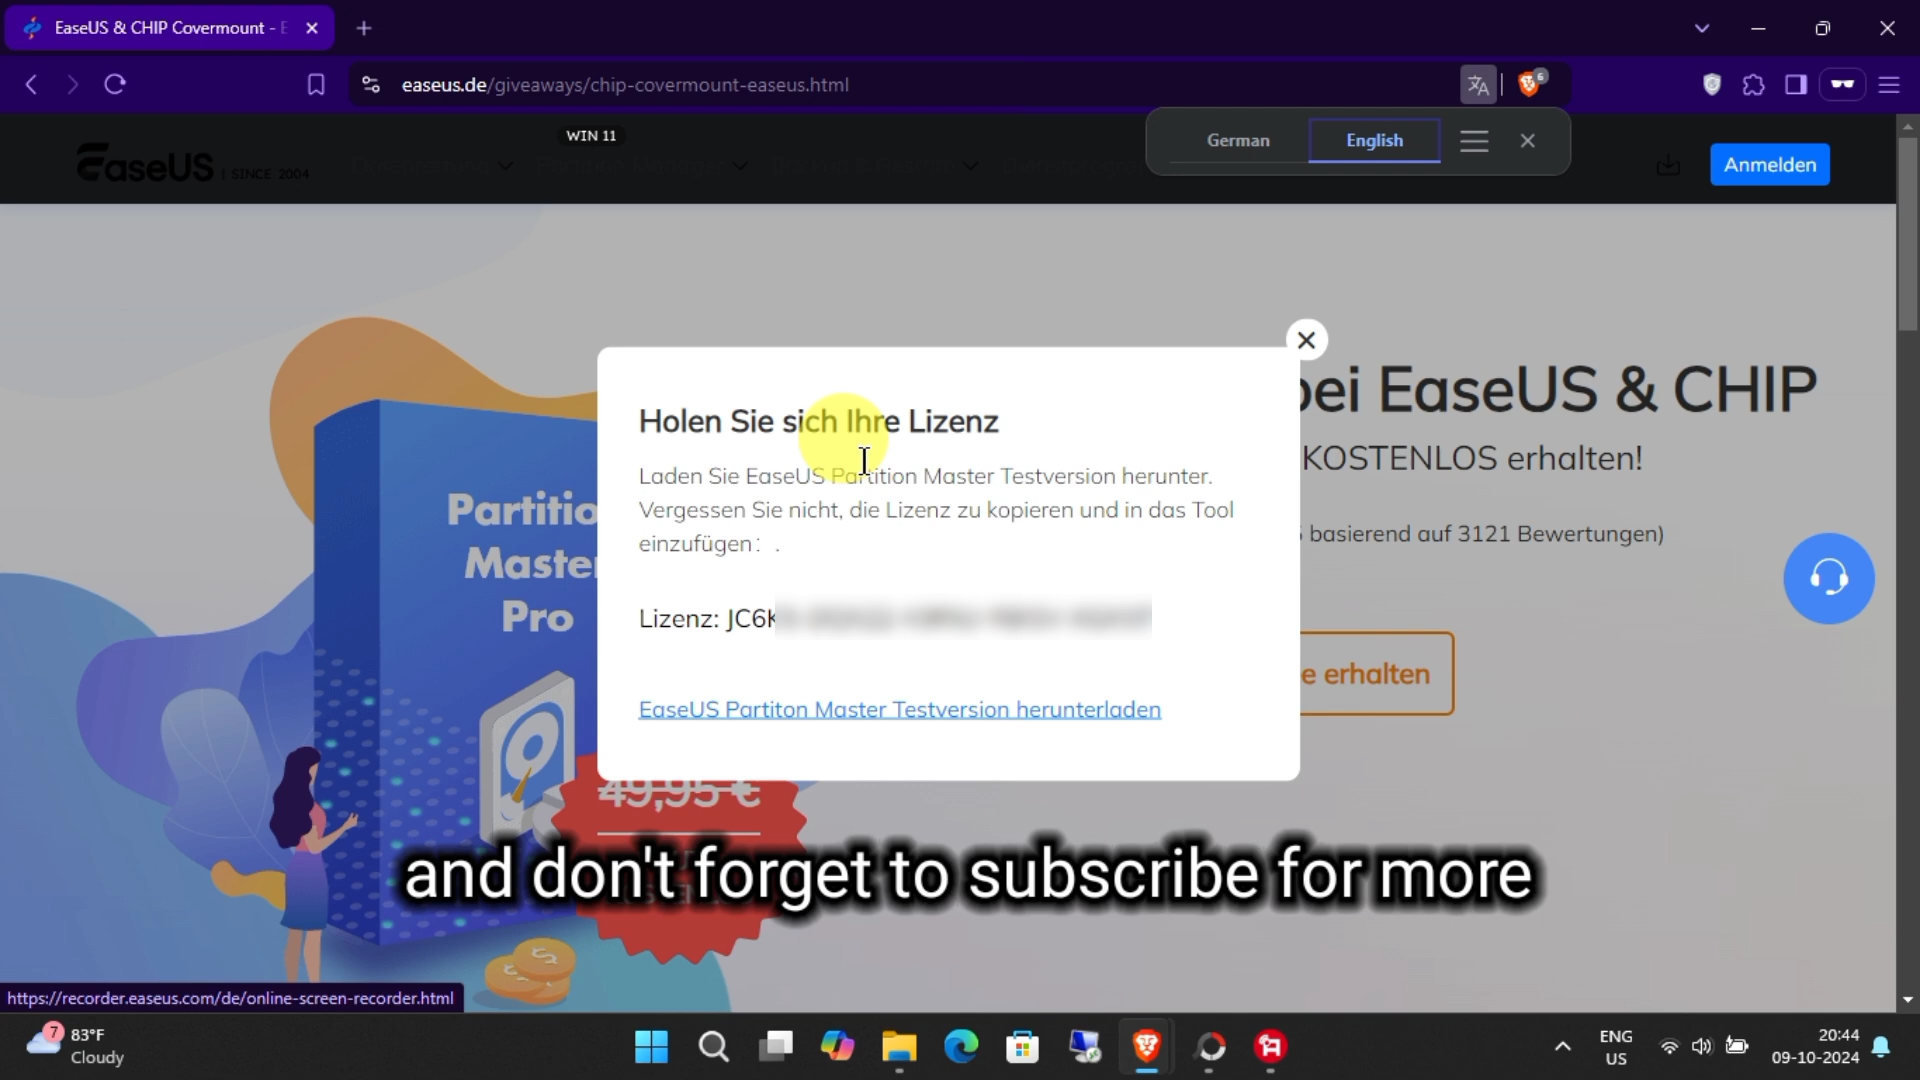 EaseUS & CHIP Covermount - E
easeus.de/giveaways/chip-covermount-easeus.html
6
WIN 11
EaseUS | SINCE 2004
German
English
Anmelden
bei EaseUS & CHIP
KOSTENLOS erhalten!
basierend auf 3121 Bewertungen)
e erhalten
Partitio
Master
Pro
Holen Sie sich Ihre Lizenz
Laden Sie EaseUS Partition Master Testversion herunter.
Vergessen Sie nicht, die Lizenz zu kopieren und in das Tool
einzufügen: .
Lizenz: JC6K
EaseUS Partiton Master Testversion herunterladen
49,95 €
and don't forget to subscribe for more
https://recorder.easeus.com/de/online-screen-recorder.html
7
83°F
Cloudy
ENG
US
20:44
09-10-2024